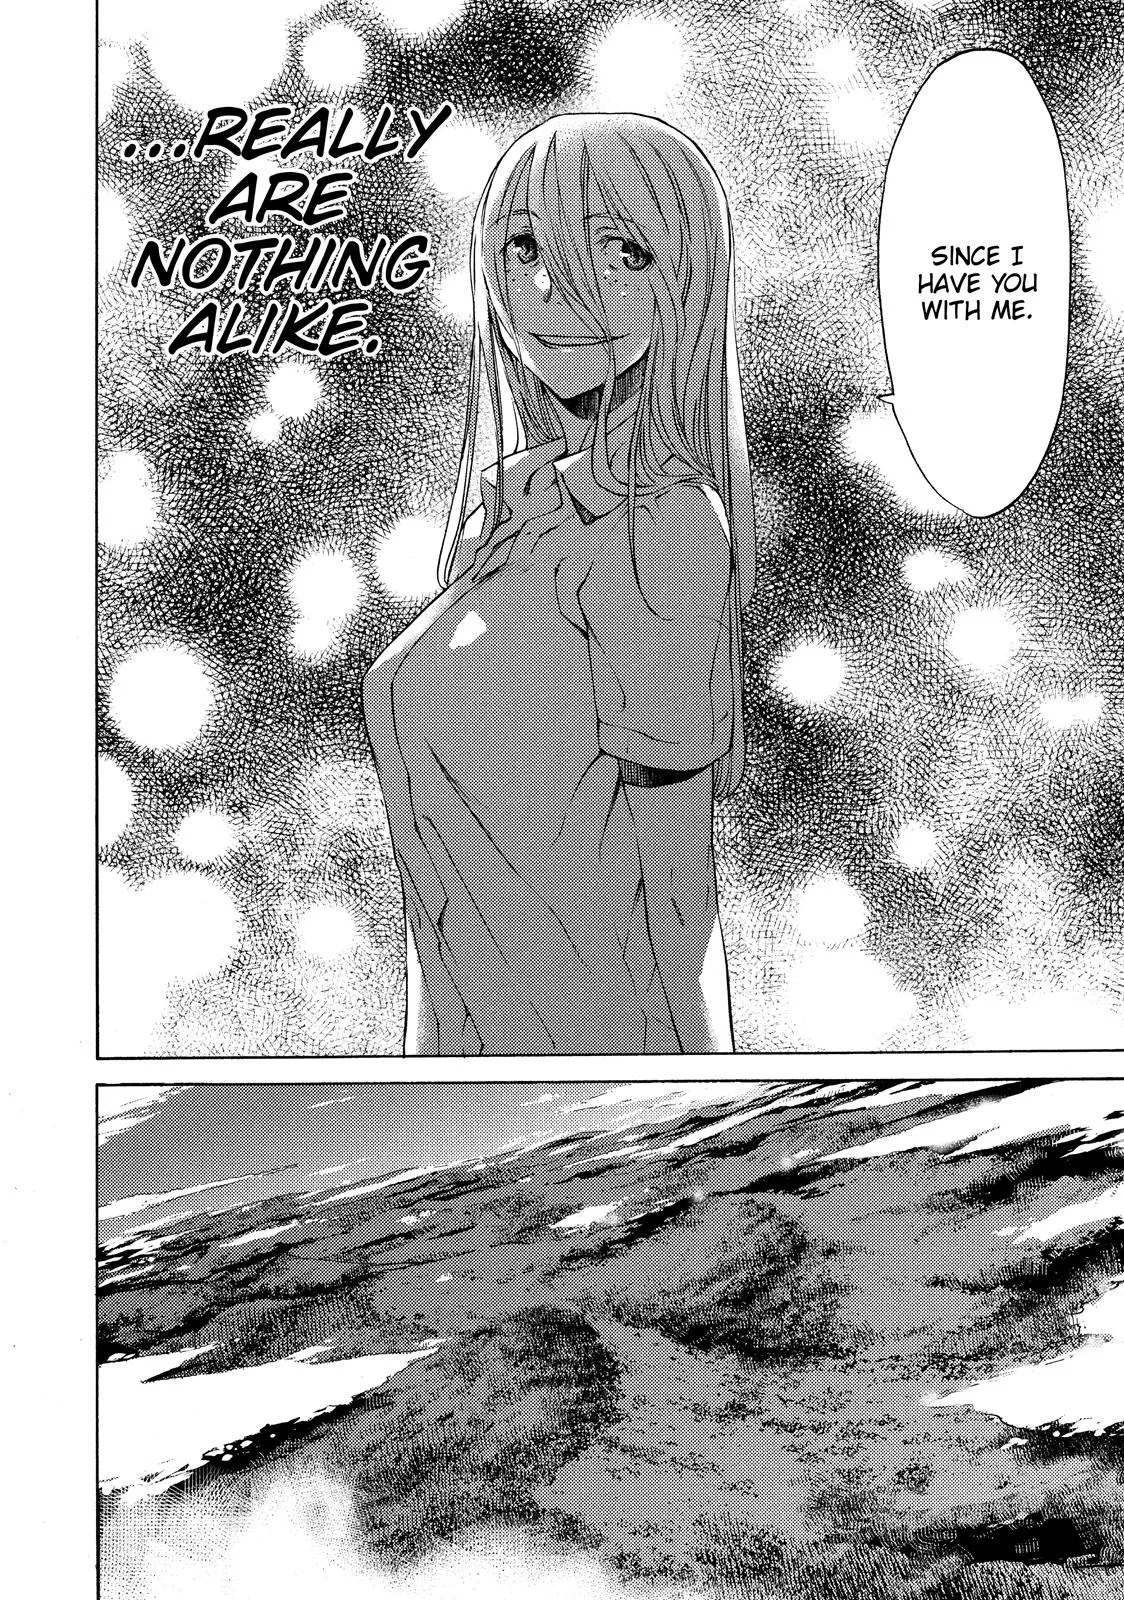 SINCE I
HAVE YOU
WITH ME.
...REALLY
ARE
NOTHING
ALIKE.